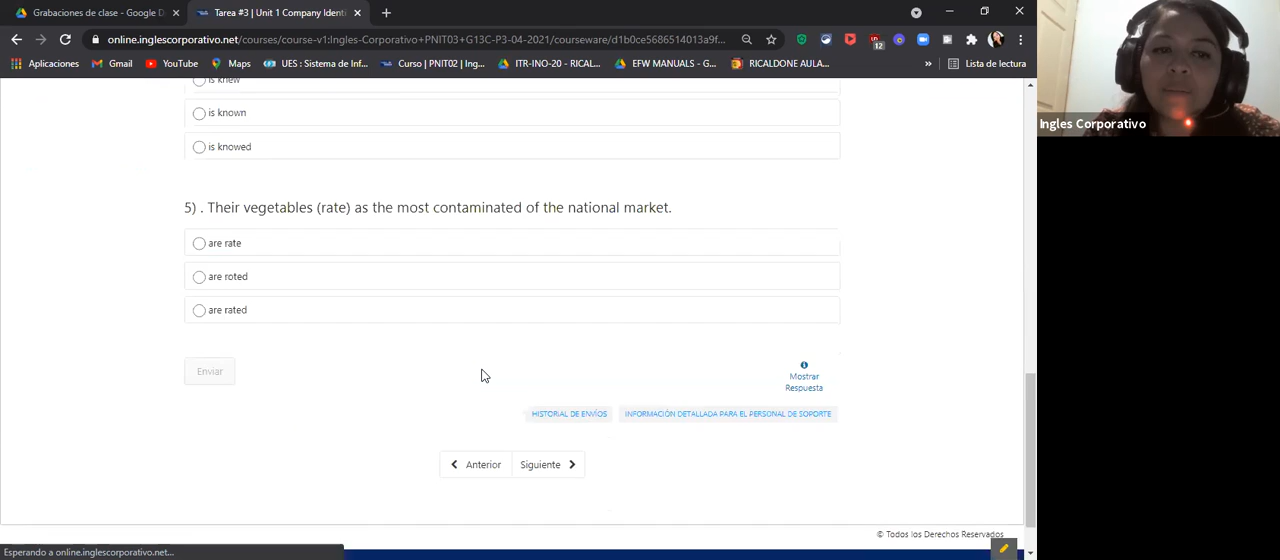 Grabaciones de clase - Google D
Tarea #3 | Unit 1 Company Identi
online.inglescorporativo.net/courses/course-v1:Ingles-Corporativo+PNIT03+G13C-P3-04-2021/courseware/d1b0ce5686514013a9f...
12
Aplicaciones
Gmail
YouTube
Maps
UES : Sistema de Inf...
Curso | PNIT02 | Ing...
ITR-INO-20 - RICAL...
EFW MANUALS - G...
RICALDONE AULA...
»
Lista de lectura
Ingles Corporativo
is knew
is known
is knowed
5) . Their vegetables (rate) as the most contaminated of the national market.
are rate
are roted
are rated
Enviar
Mostrar
Respuesta
HISTORIAL DE ENVÍOS
INFORMACIÓN DETALLADA PARA EL PERSONAL DE SOPORTE
Anterior
Siguiente
© Todos los Derechos Reservados
Esperando a online.inglescorporativo.net...